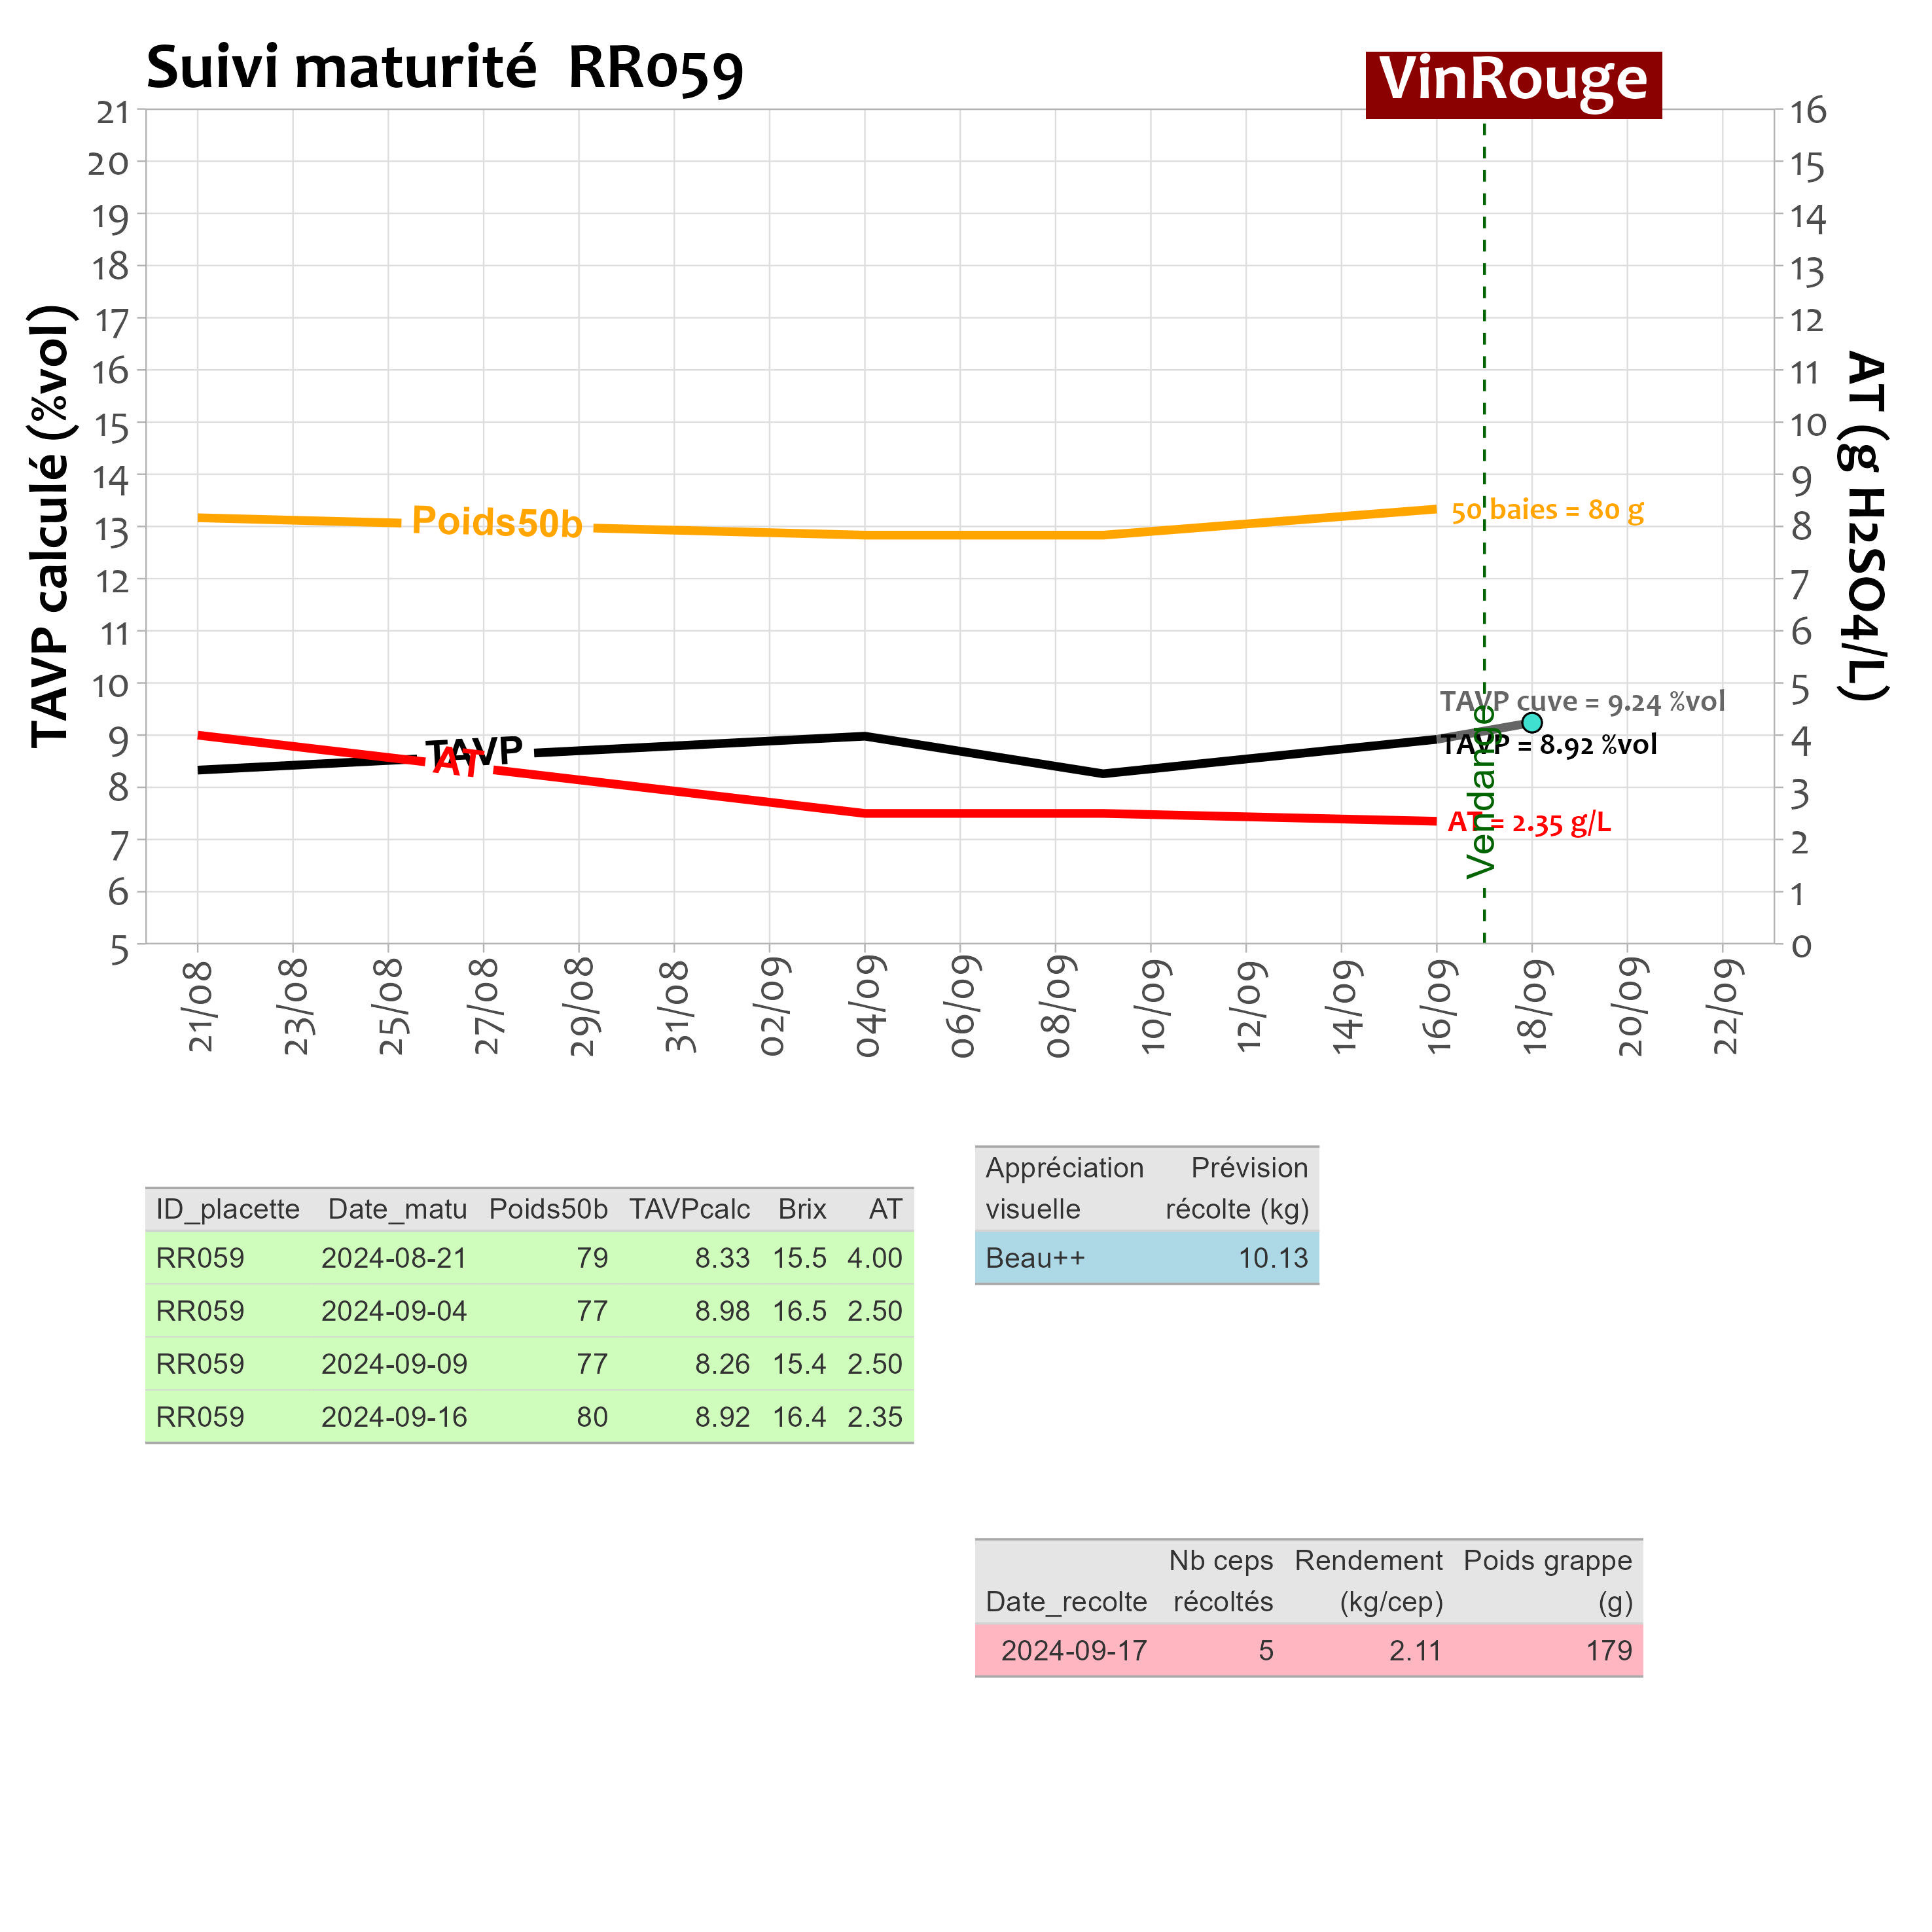 Suivi maturité  RR059
VinRouge
TAVP calculé (%vol)
21
20
19
18
17
16
15
14
13
12
11
10
9
8
7
6
5
16
15
14
13
12
11
10
9
8
7
6
5
4
3
2
1
0
AT (g H2SO4/L)
Poids50b
50 baies = 80 g
TAVP cuve = 9.24 %vol
TAVP
TAVP = 8.92 %vol
AT
AT = 2.35 g/L
Vendange
21/08
23/08
25/08
27/08
29/08
31/08
02/09
04/09
06/09
08/09
10/09
12/09
14/09
16/09
18/09
20/09
22/09
ID_placette Date_matu Poids50b TAVPcalc Brix AT
RR059 2024-08-21 79 8.33 15.5 4.00
RR059 2024-09-04 77 8.98 16.5 2.50
RR059 2024-09-09 77 8.26 15.4 2.50
RR059 2024-09-16 80 8.92 16.4 2.35
Appréciation Prévision
visuelle récolte (kg)
Beau++ 10.13
Nb ceps Rendement Poids grappe
Date_recolte récoltés (kg/cep) (g)
2024-09-17 5 2.11 179